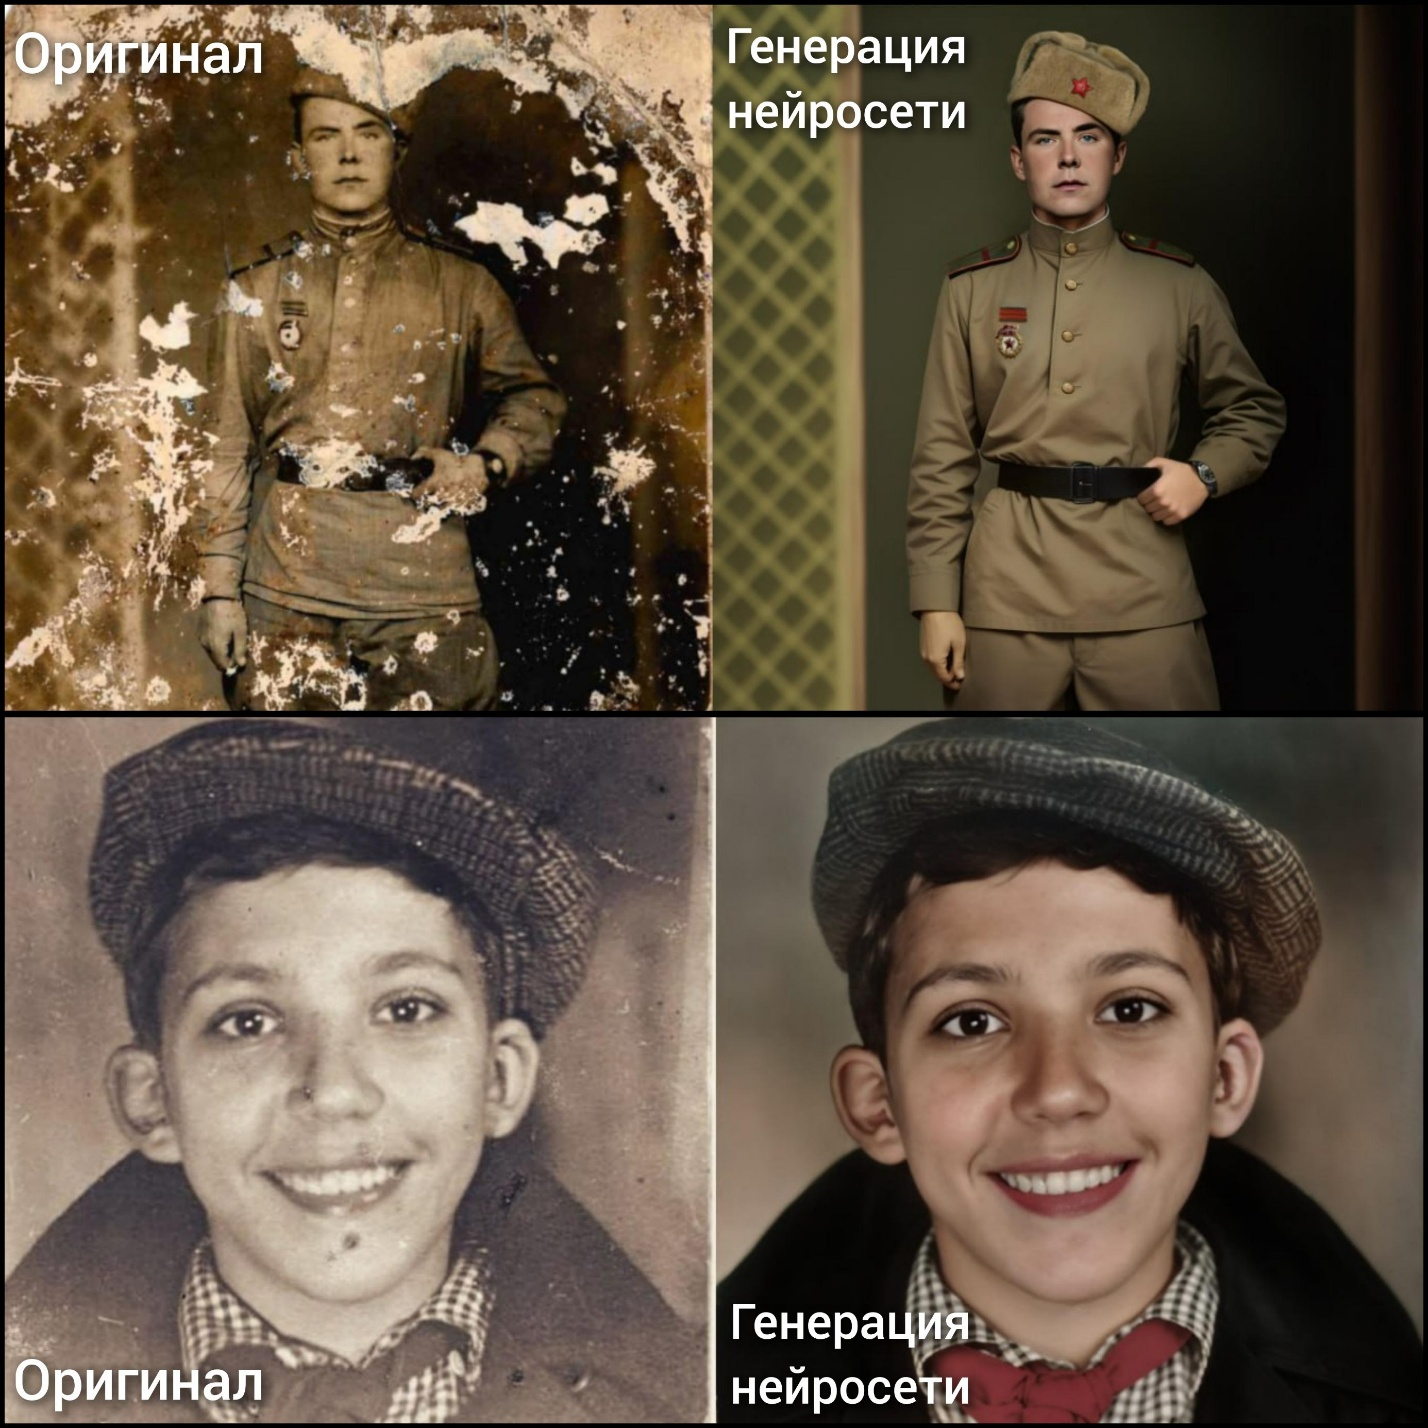 Оригинал
Генерация
нейросети
Оригинал
Генерация
нейросети